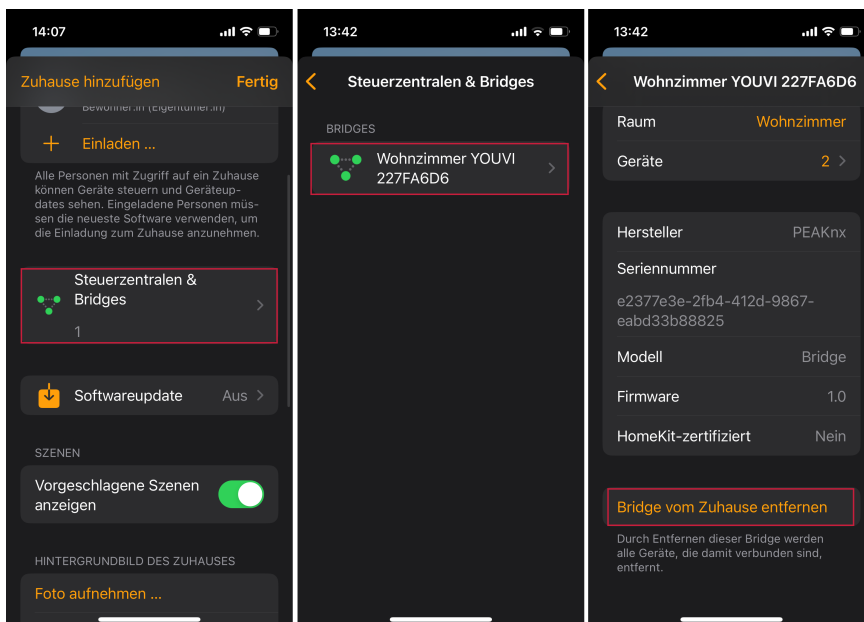 14:07
Zuhause hinzufügen
Fertig
Bewohner:in (Eigentümer:in)
Einladen ...
Alle Personen mit Zugriff auf ein Zuhause
können Geräte steuern und Geräteup-
dates sehen. Eingeladene Personen müs-
sen die neueste Software verwenden, um
die Einladung zum Zuhause anzunehmen.
Steuerzentralen &
Bridges
1
Softwareupdate
Aus
SZENEN
Vorgeschlagene Szenen
anzeigen
HINTERGRUNDBILD DES ZUHAUSES
Foto aufnehmen ...
13:42
Steuerzentralen & Bridges
BRIDGES
Wohnzimmer YOUVI
227FA6D6
13:42
Wohnzimmer YOUVI 227FA6D6
Raum
Wohnzimmer
Geräte
2
Hersteller
PEAKnx
Seriennummer
e2377e3e-2fb4-412d-9867-
eabd33b88825
Modell
Bridge
Firmware
1.0
HomeKit-zertifiziert
Nein
Bridge vom Zuhause entfernen
Durch Entfernen dieser Bridge werden
alle Geräte, die damit verbunden sind,
entfernt.